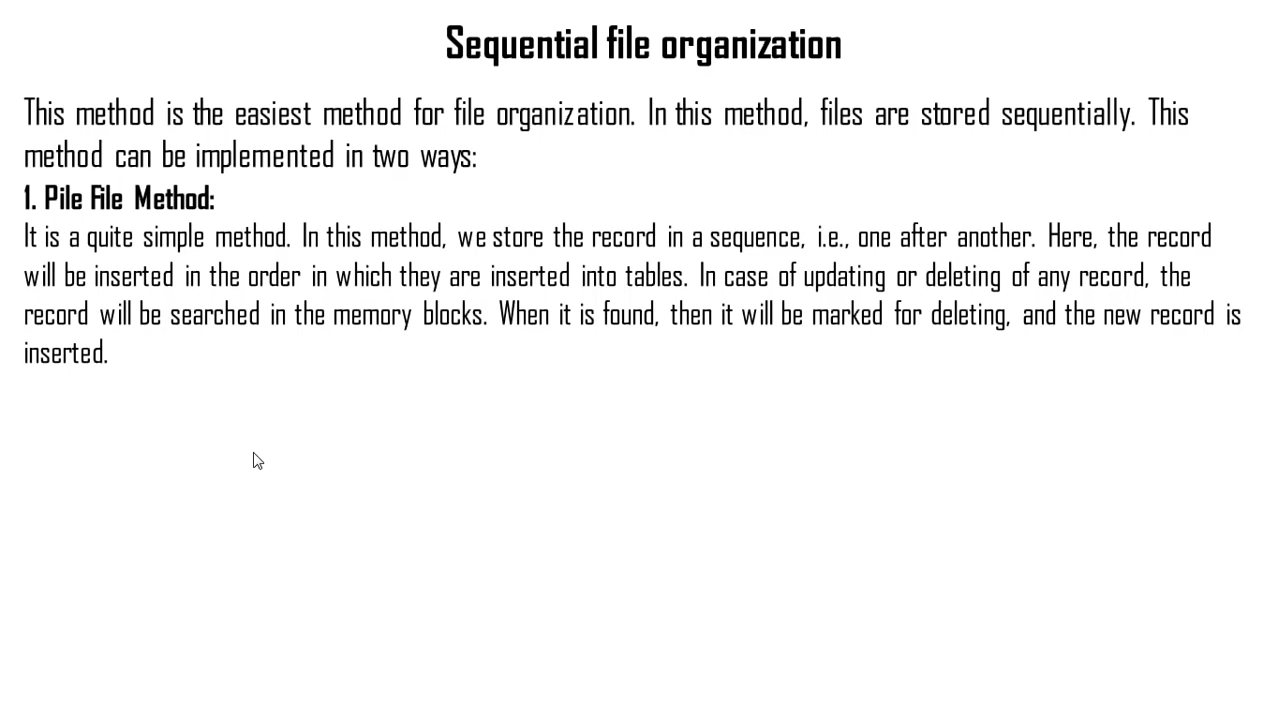 Sequential file organization
This method is the easiest method for file organization. In this method, files are stored sequentially. This
method can be implemented in two ways:
1. Pile File Method:
It is a quite simple method. In this method, we store the record in a sequence, i.e., one after another. Here, the record
will be inserted in the order in which they are inserted into tables. In case of updating or deleting of any record, the
record will be searched in the memory blocks. When it is found, then it will be marked for deleting, and the new record is
inserted.